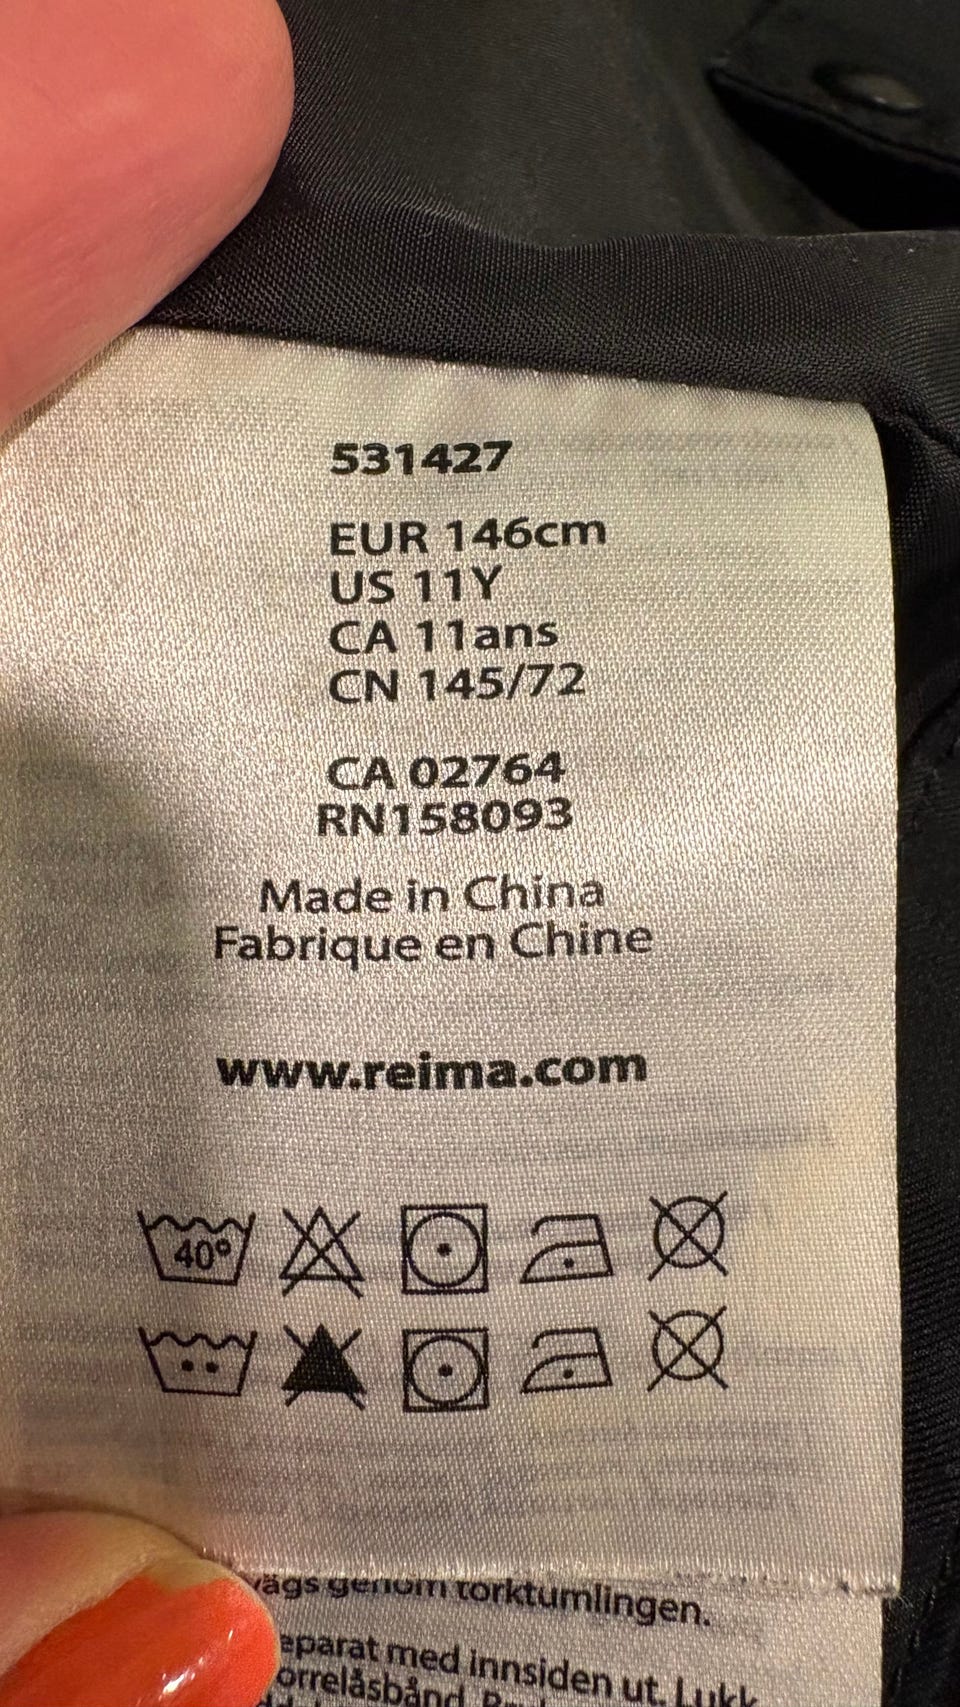 531427
EUR 146cm
US 11Y
CA 11ans
CN 145/72
CA 02764
RN158093
Made in China
Fabrique en Chine
www.reima.com
40°
genom torktumlingen.
med innsiden ut. Lukk